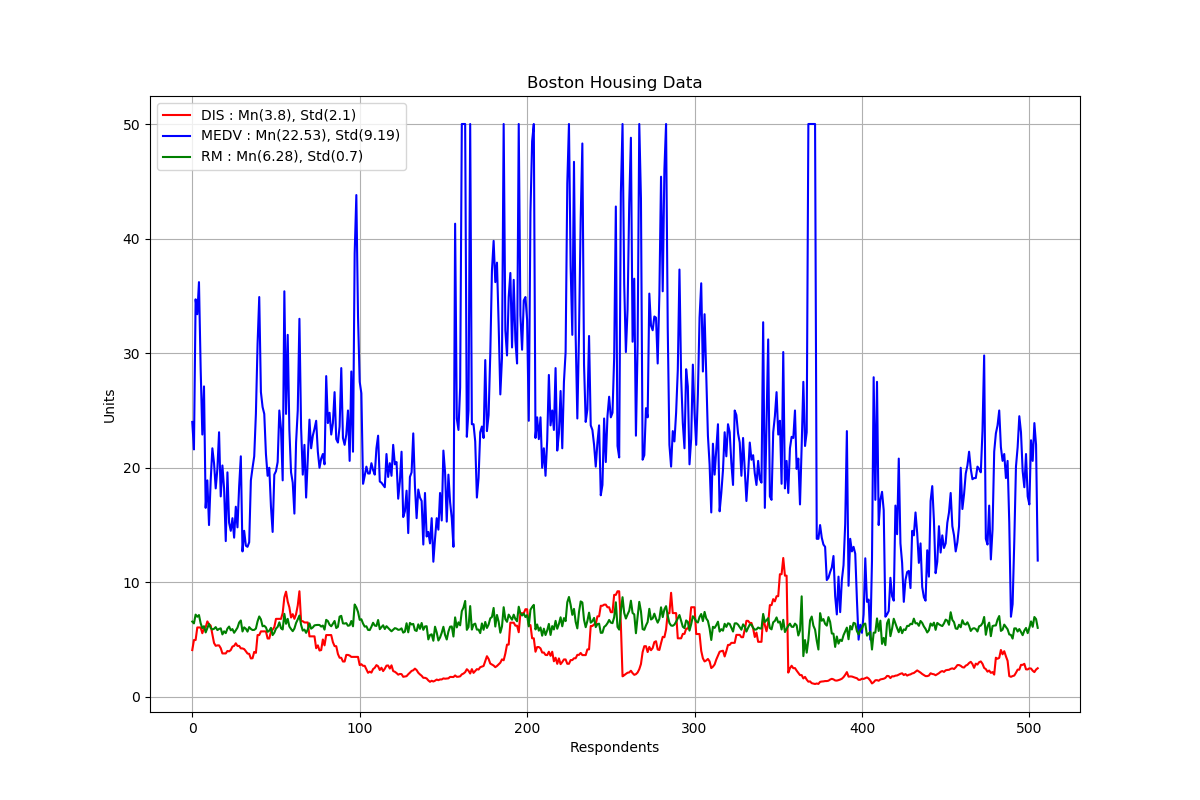 Boston Housing Data
DIS : Mn(3.8), Std(2.1)
MEDV : Mn(22.53), Std(9.19)
RM : Mn(6.28), Std(0.7)
50
40
30
20
10
0
Units
0 100 200 300 400 500
Respondents